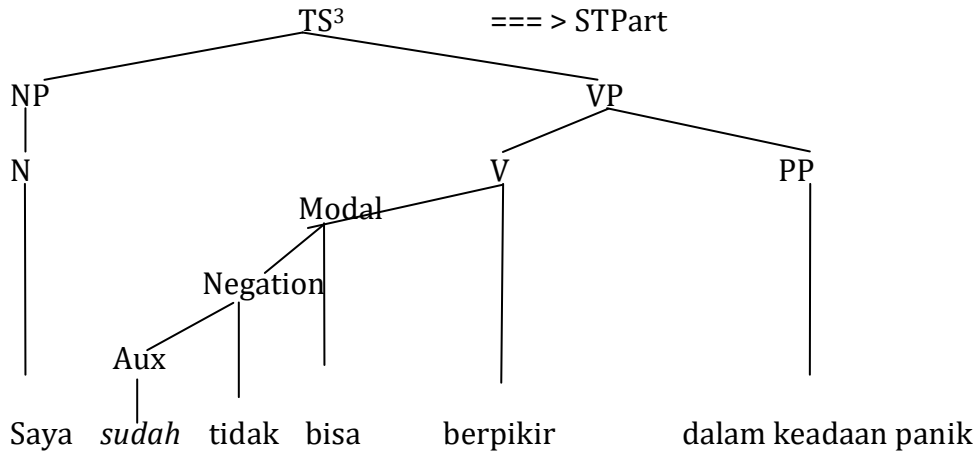 TS³ === > STPart
NP VP
N V PP
Modal
Negation
Aux
Saya sudah tidak bisa berpikir dalam keadaan panik